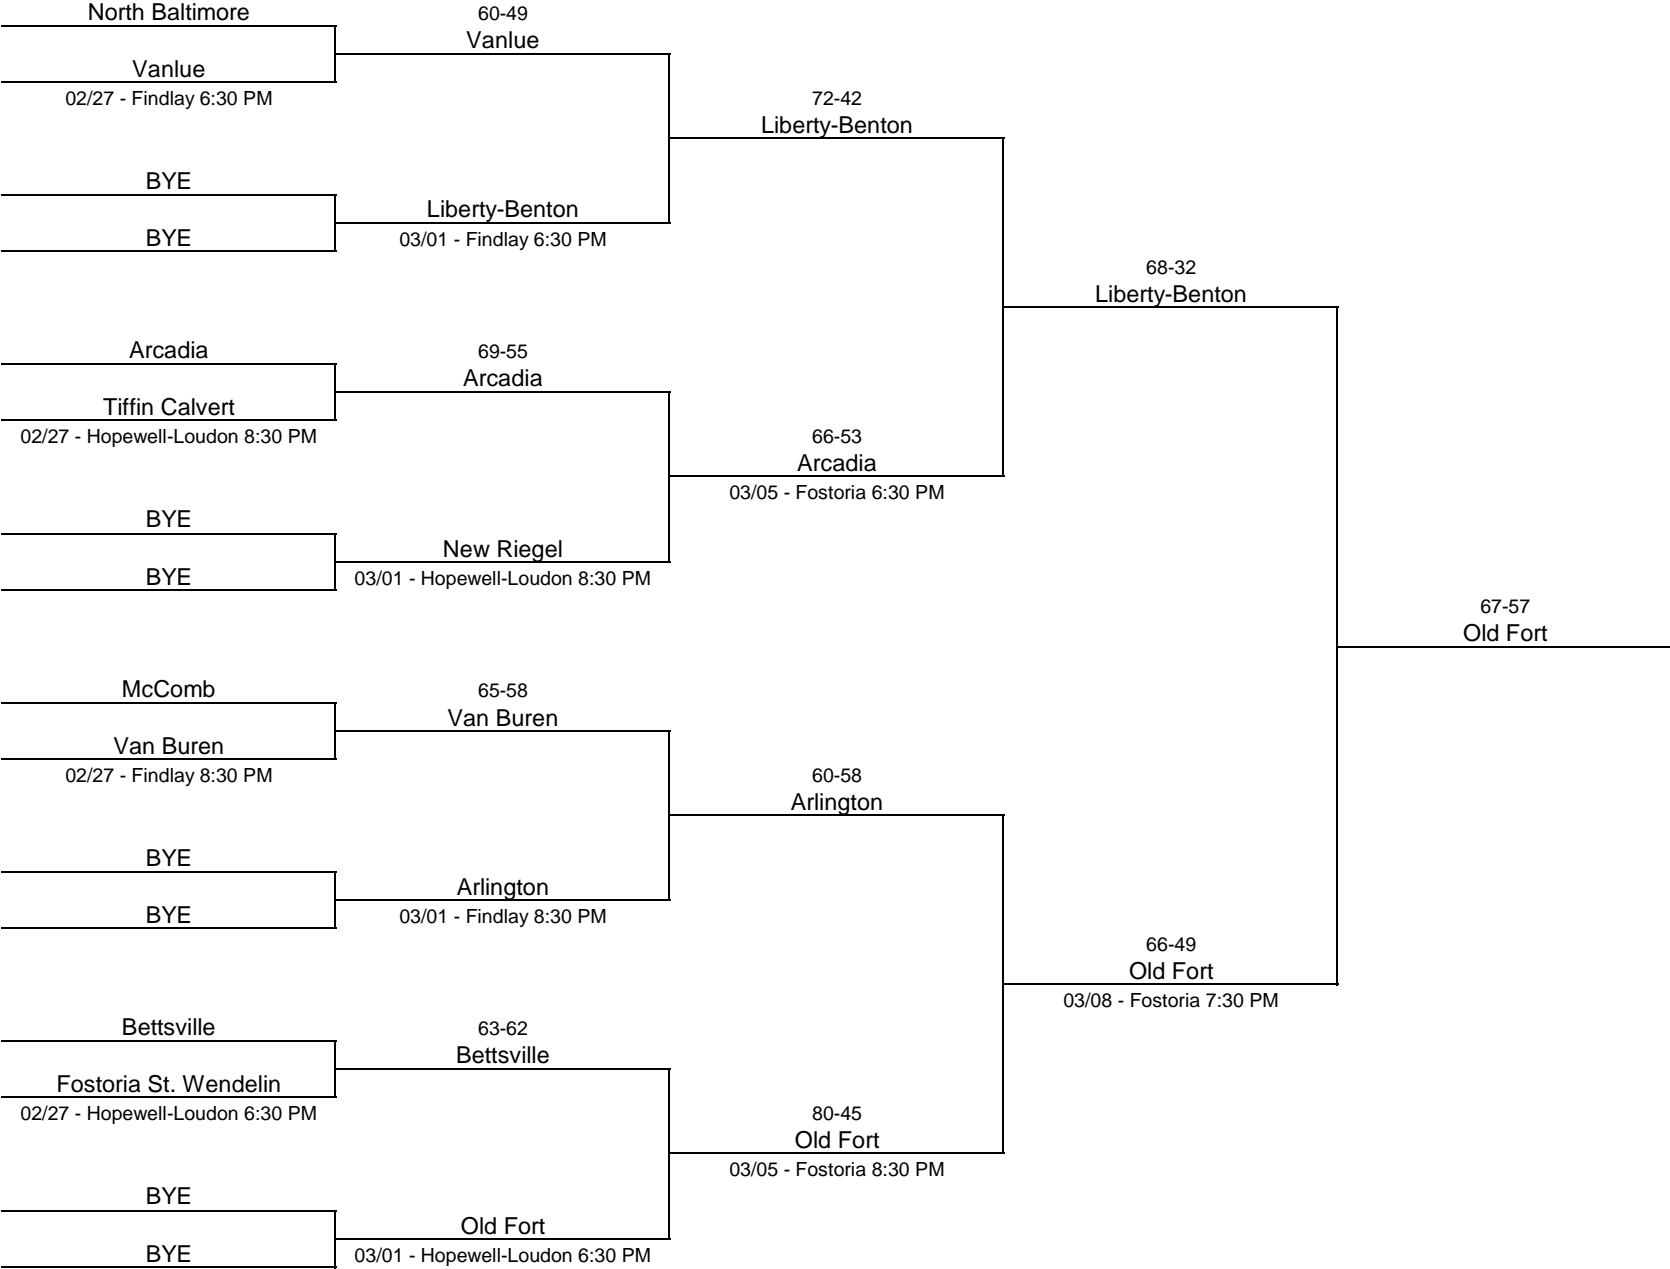 North Baltimore
Vanlue
02/27 - Findlay 6:30 PM
BYE
BYE
Arcadia
Tiffin Calvert
02/27 - Hopewell-Loudon 8:30 PM
BYE
BYE
McComb
Van Buren
02/27 - Findlay 8:30 PM
BYE
BYE
Bettsville
Fostoria St. Wendelin
02/27 - Hopewell-Loudon 6:30 PM
BYE
BYE
60-49
Vanlue
Liberty-Benton
03/01 - Findlay 6:30 PM
69-55
Arcadia
New Riegel
03/01 - Hopewell-Loudon 8:30 PM
65-58
Van Buren
Arlington
03/01 - Findlay 8:30 PM
63-62
Bettsville
Old Fort
03/01 - Hopewell-Loudon 6:30 PM
72-42
Liberty-Benton
66-53
Arcadia
03/05 - Fostoria 6:30 PM
60-58
Arlington
80-45
Old Fort
03/05 - Fostoria 8:30 PM
68-32
Liberty-Benton
66-49
Old Fort
03/08 - Fostoria 7:30 PM
67-57
Old Fort